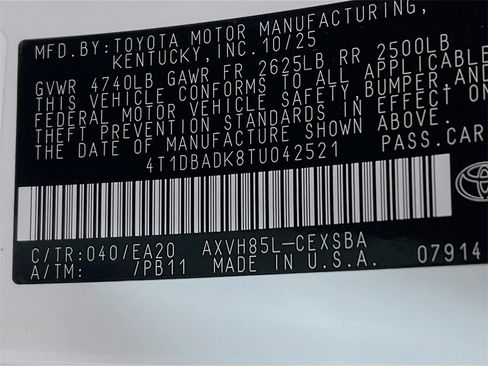 MFD.BY:TOYOTA MOTOR MANUFACTURING,
KENTUCKY,INC.10/25
GVWR 4740LB GAWR FR 2625LB RR 2500LB
THIS VEHICLE CONFORMS TO ALL APPLICABLE
FEDERAL MOTOR VEHICLE SAFETY,BUMPER,AND
THEFT PREVENTION STANDARDS IN EFFECT ON
THE DATE OF MANUFACTURE SHOWN ABOVE.
4T1DBADK8TU042521 PASS.CAR
C/TR:040/EA20 AXVH85L-CEXSBA
A/TM: /PB11 MADE IN U.S.A. 07914
TOYOTA